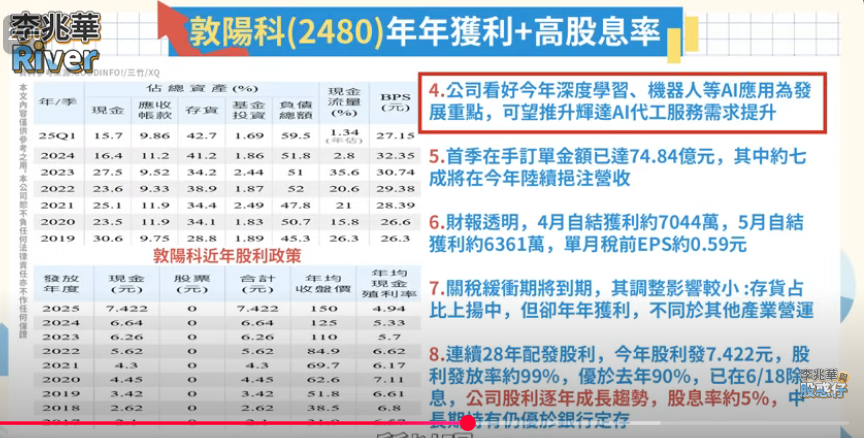 李兆華
River
敦陽科(2480)年年獲利+高股息率
本文內容僅供參考之用,本公司恕不負任何法律責任亦不作任何保證
佔總資產(%)
年/季 現金 應收帳款 存貨 基金投資 負債總額 現金流量(%) BPS(元)
25Q1 15.7 9.86 42.7 1.69 59.5 1.34(年估) 27.15
2024 16.4 11.2 41.2 1.86 51.8 2.8 32.35
2023 27.5 9.52 34.2 2.44 51 35.6 30.74
2022 23.6 9.33 38.9 1.87 52 20.6 29.38
2021 25.1 11.9 34.4 2.49 47.8 21 28.39
2020 23.5 11.9 34.1 1.83 50.7 15.8 26.6
2019 30.6 9.75 28.8 1.89 45.3 26.3 26.3
敦陽科近年股利政策
發放年度 現金(元) 股票(元) 合計(元) 年均收盤價 年均現金殖利率
2025 7.422 0 7.422 150 4.94
2024 6.64 0 6.64 125 5.33
2023 6.26 0 6.26 110 5.7
2022 5.62 0 5.62 84.9 6.62
2021 4.3 0 4.3 69.7 6.17
2020 4.45 0 4.45 62.6 7.11
2019 3.42 0 3.42 51.8 6.61
2018 2.62 0 2.62 38.5 6.8
4.公司看好今年深度學習、機器人等AI應用為發
展重點,可望推升輝達AI代工服務需求提升
5.首季在手訂單金額已達74.84億元,其中約七
成將在今年陸續挹注營收
6.財報透明,4月自結獲利約7044萬,5月自結
獲利約6361萬,單月稅前EPS約0.59元
7.關稅緩衝期將到期,其調整影響較小:存貨占
比上揚中,但卻年年獲利,不同於其他產業營運
8.連續28年配發股利,今年股利發7.422元,股
利發放率約99%,優於去年90%,已在6/18除
息,公司股利逐年成長趨勢,股息率約5%,中
長期持有仍優於銀行定存
李兆華與
股惑仔